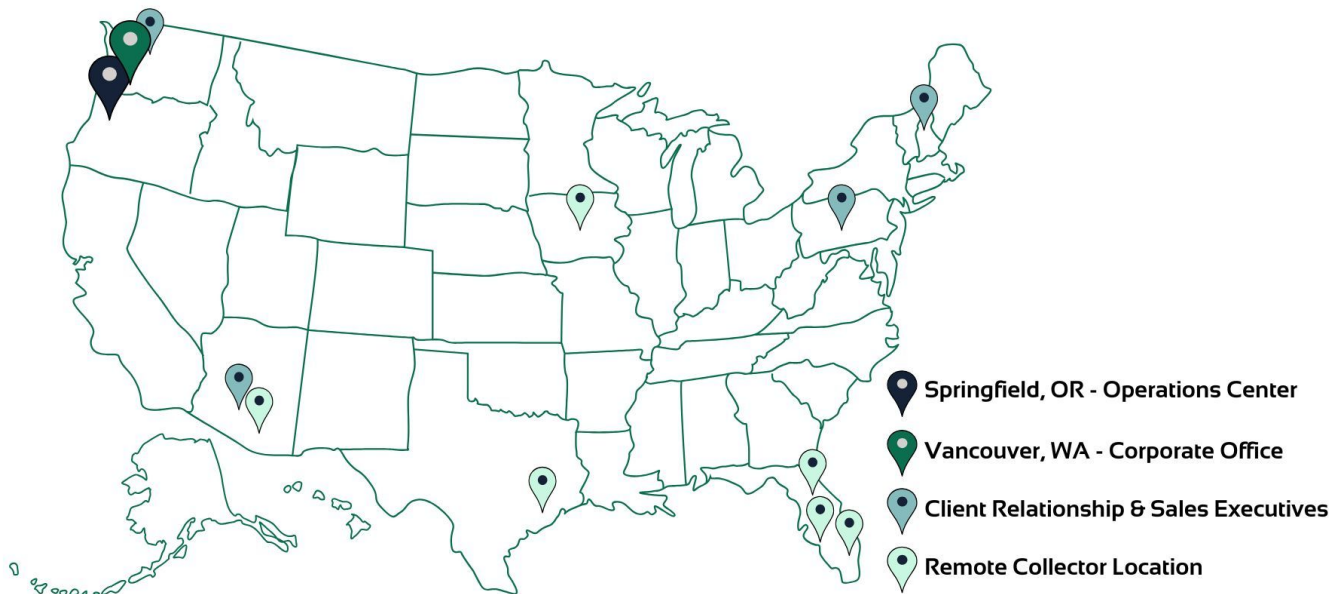 Springfield, OR - Operations Center
Vancouver, WA - Corporate Office
Client Relationship & Sales Executives
Remote Collector Location